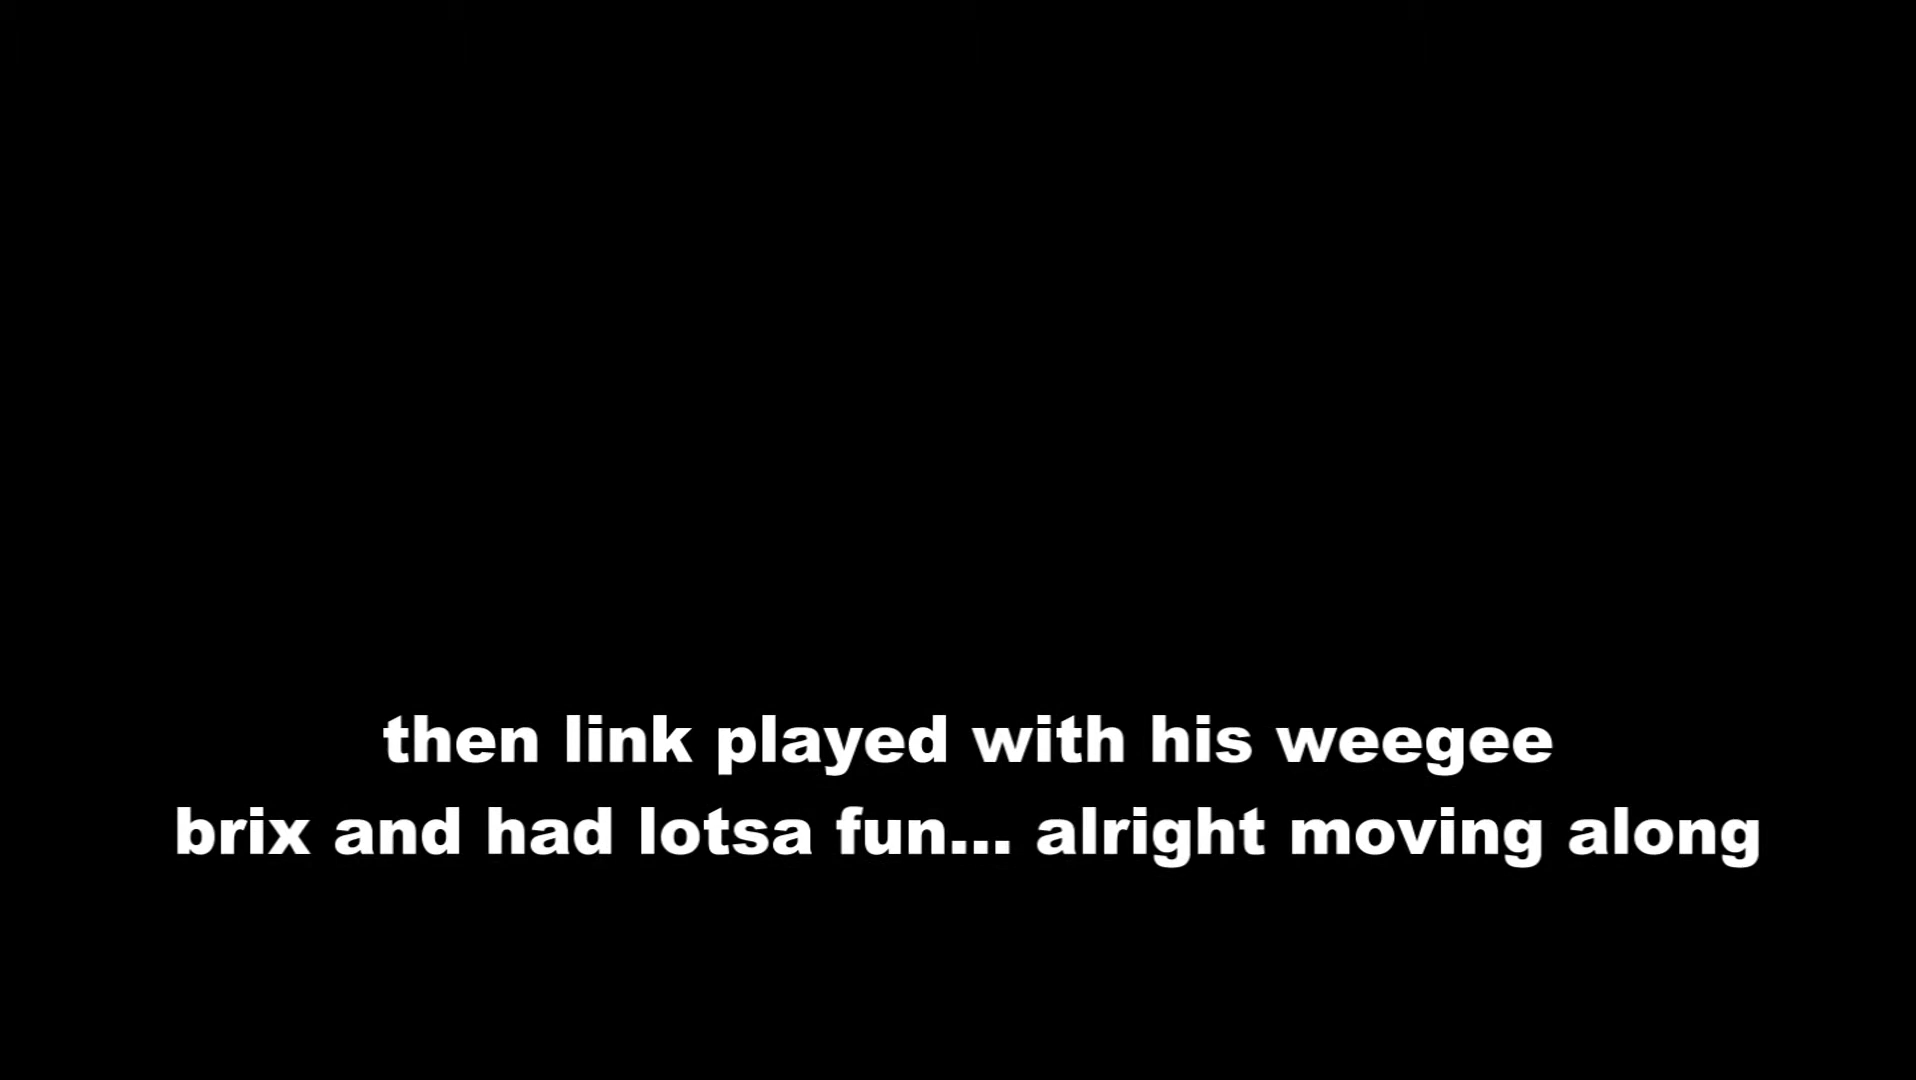 then link played with his weegee
brix and had lotsa fun... alright moving along